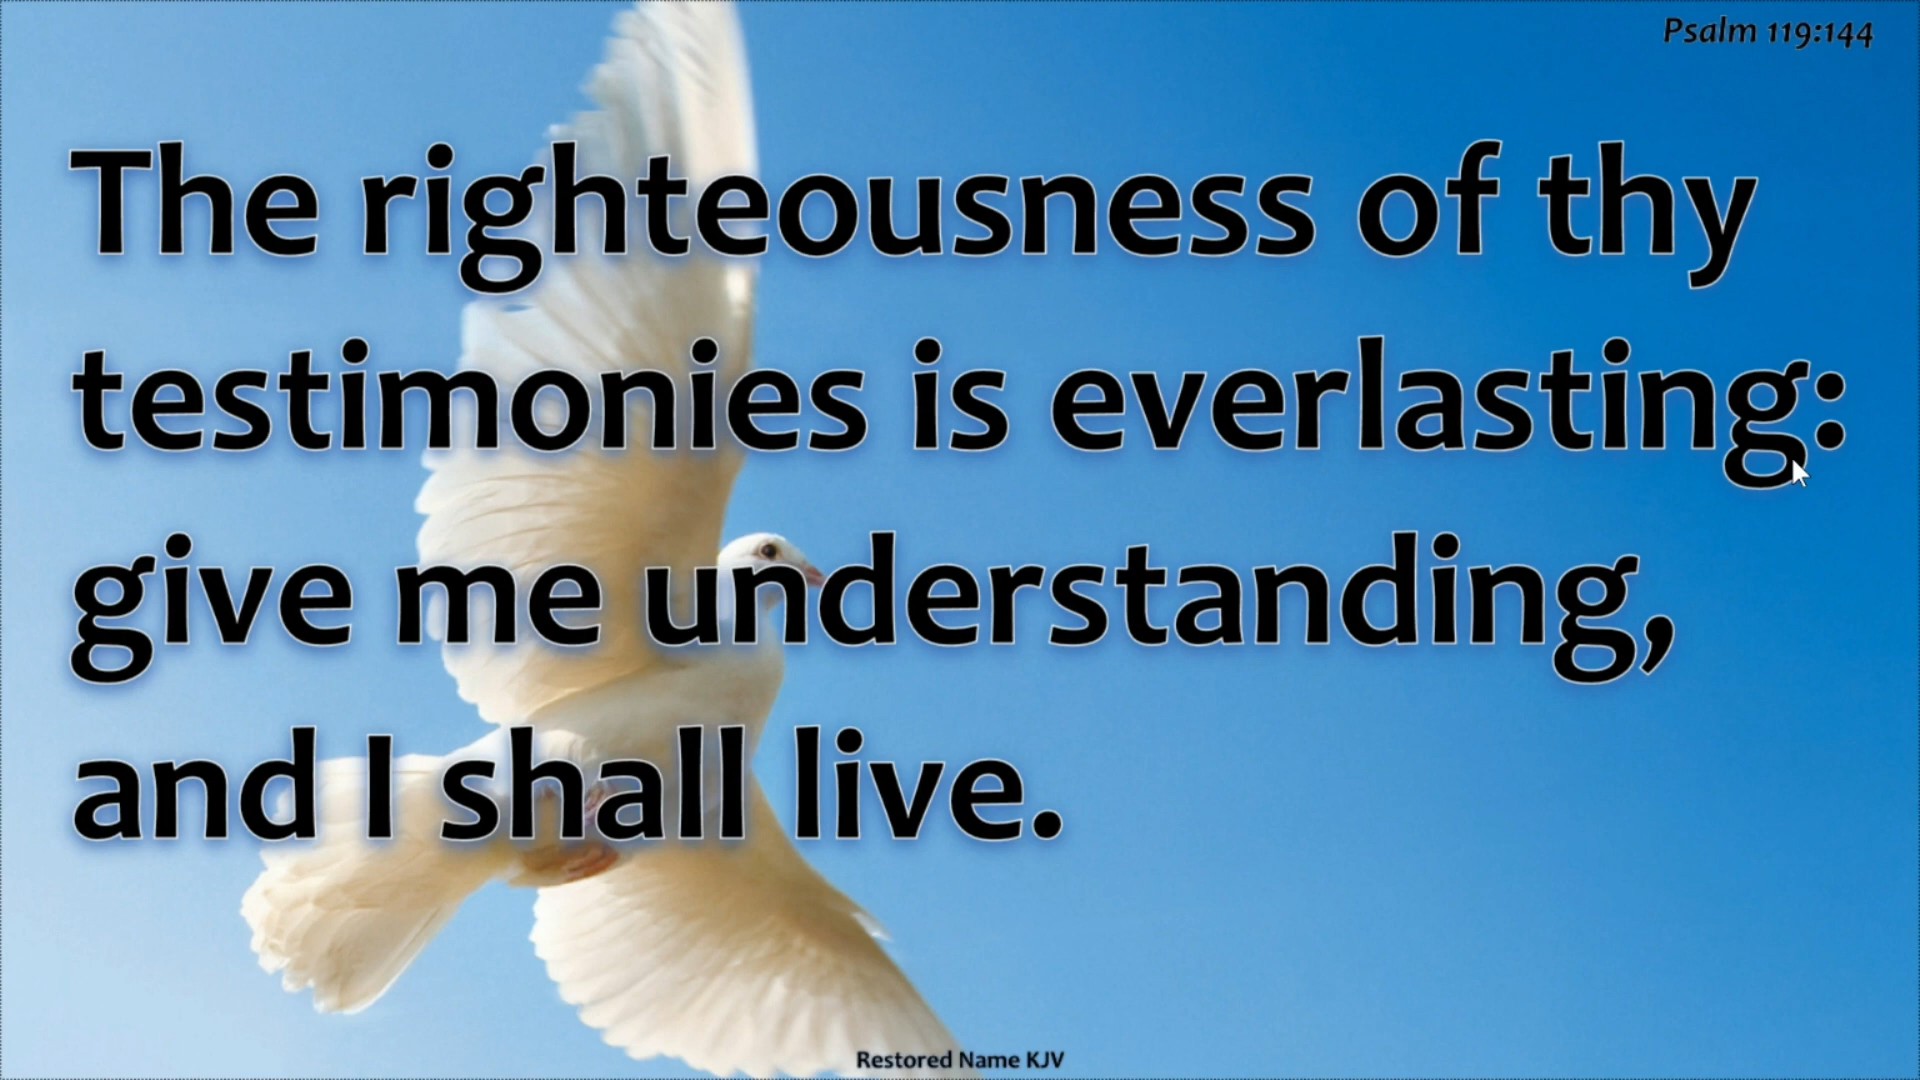 Psalm 119:144
The righteousness of thy
testimonies is everlasting:
give me understanding,
and I shall live.
Restored Name KJV